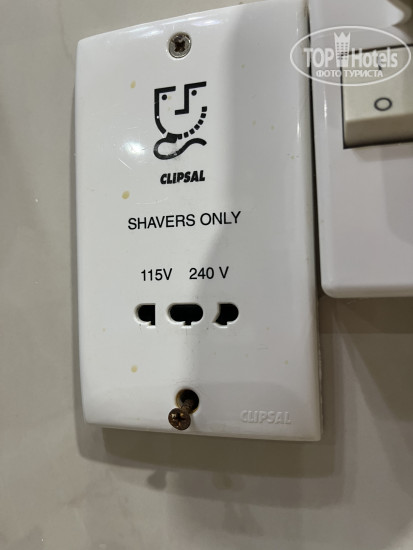 TOP Hotels
ФОТО ТУРИСТА
CLIPSAL
SHAVERS ONLY
115V 240 V
CLIPSAL